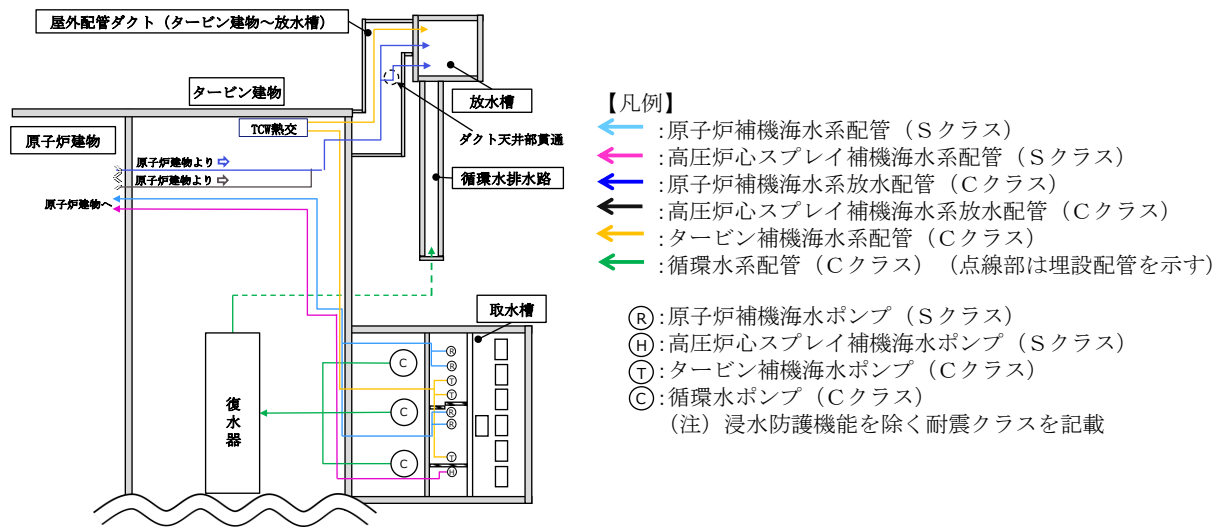 屋外配管ダクト（タービン建物～放水槽）
タービン建物
放水槽
原子炉建物
TCW熱交
ダクト天井部貫通
原子炉建物より
原子炉建物より
循環水排水路
原子炉建物へ
取水槽
復水器
C
C
C
R
R
T
T
R
R
T
H
【凡例】
:原子炉補機海水系配管（Ｓクラス）
:高圧炉心スプレイ補機海水系配管（Ｓクラス）
:原子炉補機海水系放水配管（Ｃクラス）
:高圧炉心スプレイ補機海水系放水配管（Ｃクラス）
:タービン補機海水系配管（Ｃクラス）
:循環水系配管（Ｃクラス）（点線部は埋設配管を示す）
R:原子炉補機海水ポンプ（Ｓクラス）
H:高圧炉心スプレイ補機海水ポンプ（Ｓクラス）
T:タービン補機海水ポンプ（Ｃクラス）
C:循環水ポンプ（Ｃクラス）
（注）浸水防護機能を除く耐震クラスを記載